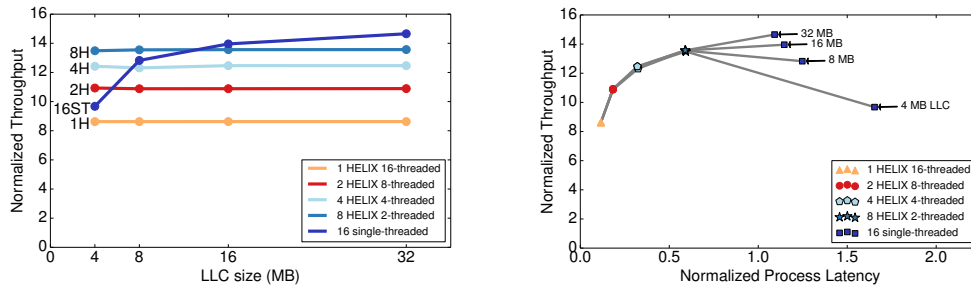 Normalized Throughput
16
14
12
10
8
6
4
2
0
8H
4H
2H
16ST
1H
1 HELIX 16-threaded
2 HELIX 8-threaded
4 HELIX 4-threaded
8 HELIX 2-threaded
16 single-threaded
0
4
8
16
32
LLC size (MB)
Normalized Throughput
16
14
12
10
8
6
4
2
0
32 MB
16 MB
8 MB
4 MB LLC
1 HELIX 16-threaded
2 HELIX 8-threaded
4 HELIX 4-threaded
8 HELIX 2-threaded
16 single-threaded
0.0
0.5
1.0
1.5
2.0
Normalized Process Latency